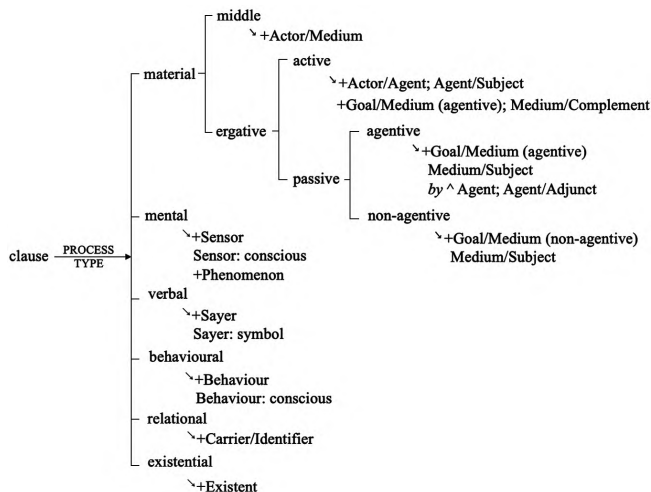 middle
↘+Actor/Medium
material
active
↘+Actor/Agent; Agent/Subject
+Goal/Medium (agentive); Medium/Complement
ergative
agentive
↘+Goal/Medium (agentive)
Medium/Subject
by ^ Agent; Agent/Adjunct
passive
non-agentive
↘+Goal/Medium (non-agentive)
Medium/Subject
mental
↘+Sensor
Sensor: conscious
+Phenomenon
clause PROCESS TYPE
verbal
↘+Sayer
Sayer: symbol
behavioural
↘+Behaviour
Behaviour: conscious
relational
↘+Carrier/Identifier
existential
↘+Existent